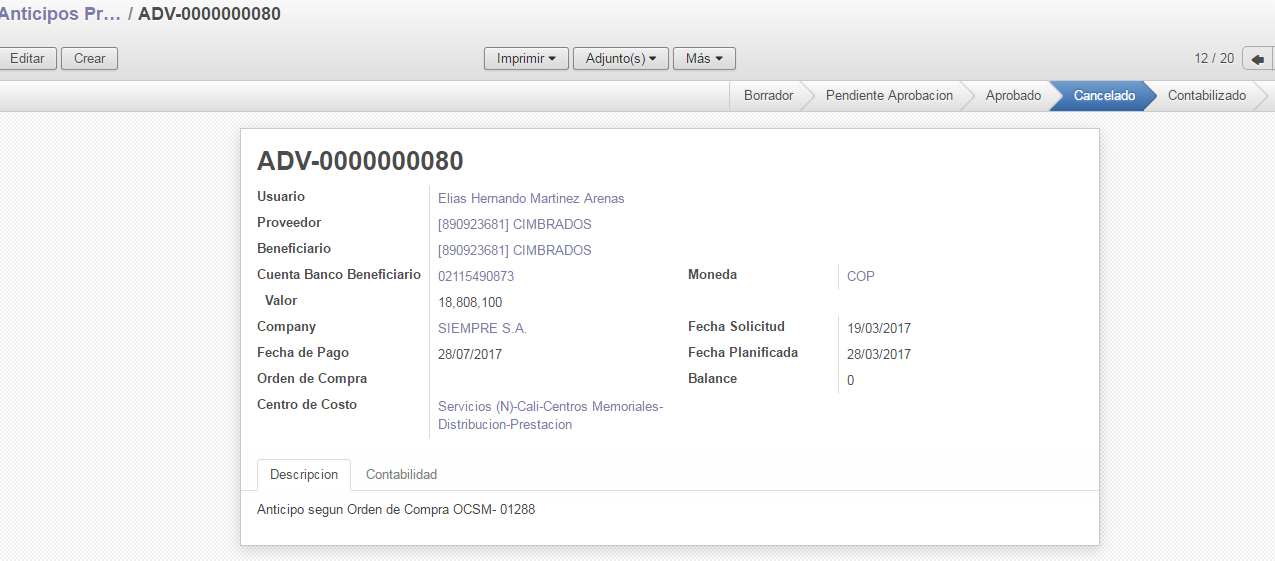 Anticipos Pr... / ADV-0000000080
Editar Crear Imprimir Adjunto(s) Más 12 / 20
Borrador Pendiente Aprobacion Aprobado Cancelado Contabilizado
ADV-0000000080
Usuario Elias Hernando Martinez Arenas
Proveedor [890923681] CIMBRADOS
Beneficiario [890923681] CIMBRADOS
Cuenta Banco Beneficiario 02115490873 Moneda COP
Valor 18,808,100
Company SIEMPRE S.A. Fecha Solicitud 19/03/2017
Fecha de Pago 28/07/2017 Fecha Planificada 28/03/2017
Orden de Compra Balance 0
Centro de Costo Servicios (N)-Cali-Centros Memoriales-
Distribucion-Prestacion
Descripcion Contabilidad
Anticipo segun Orden de Compra OCSM- 01288